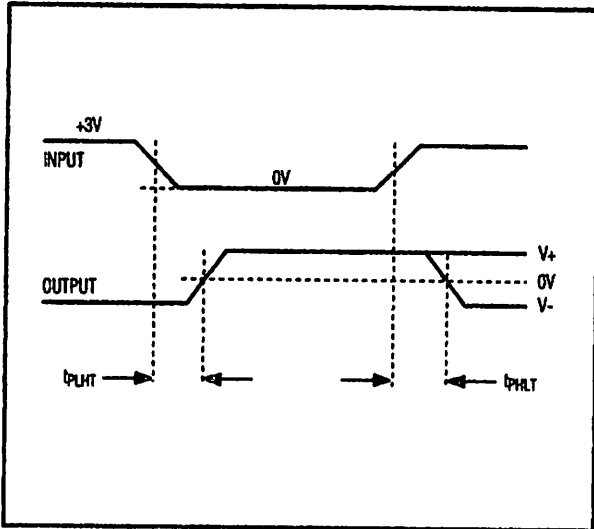 +3V
INPUT
0V
V+
OUTPUT
0V
V-
tPLHT
tPHLT